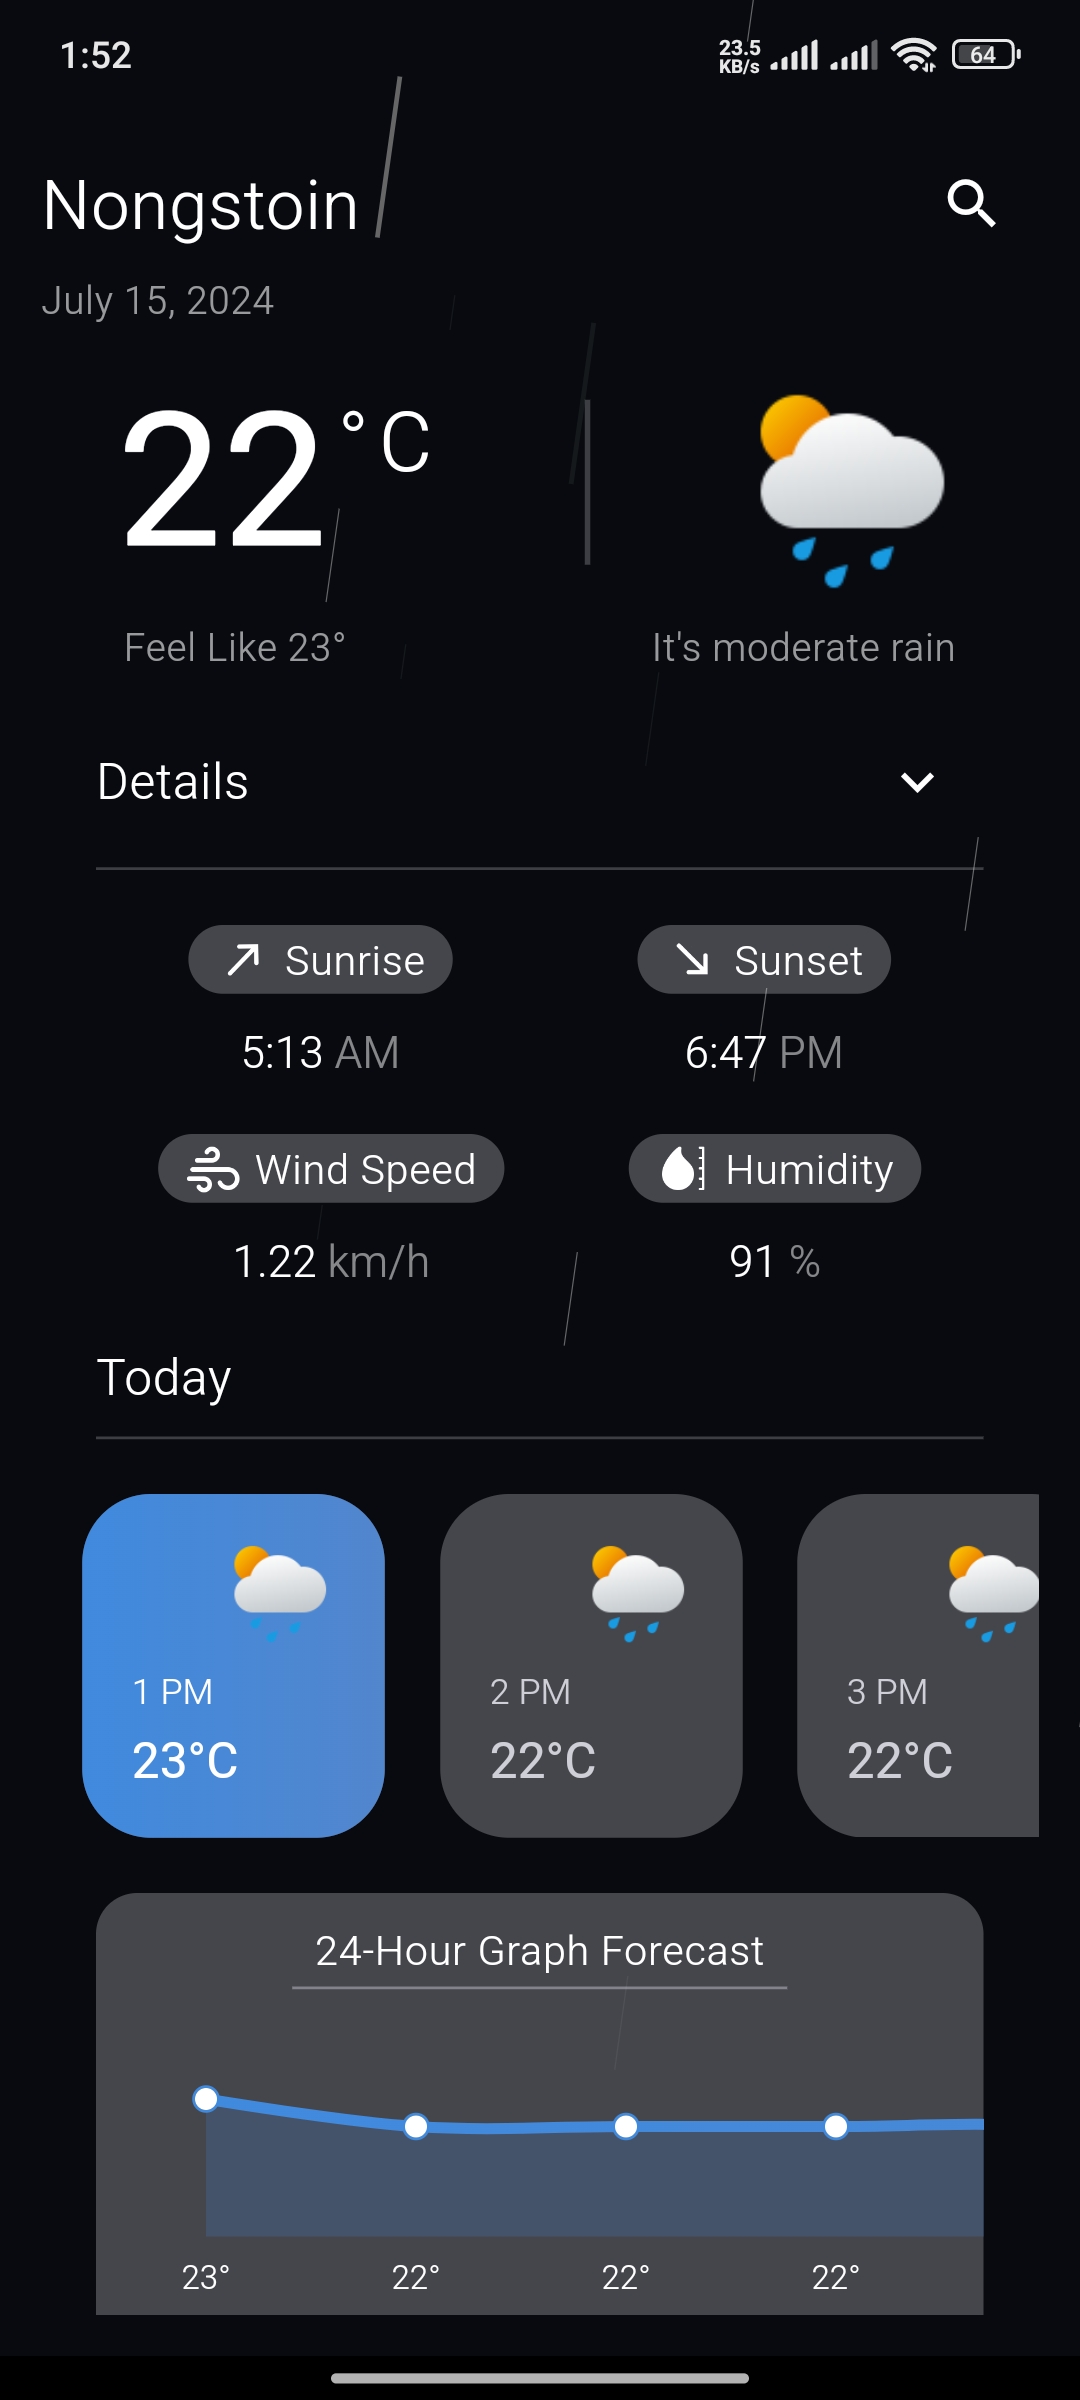 1:52
23.5
KB/s
64
Nongstoin
July 15, 2024
22 °C
Feel Like 23°
It's moderate rain
Details
Sunrise
Sunset
5:13 AM
6:47 PM
Wind Speed
Humidity
1.22 km/h
91 %
Today
1 PM
2 PM
3 PM
23°C
22°C
22°C
24-Hour Graph Forecast
23°
22°
22°
22°